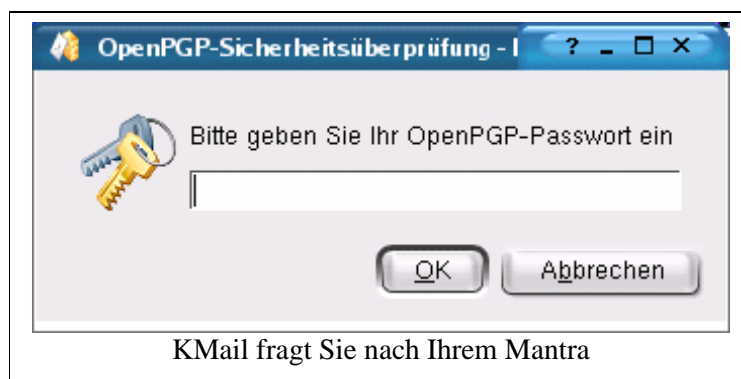 OpenPGP-Sicherheitsüberprüfung -
Bitte geben Sie Ihr OpenPGP-Passwort ein
OK Abbrechen
KMail fragt Sie nach Ihrem Mantra